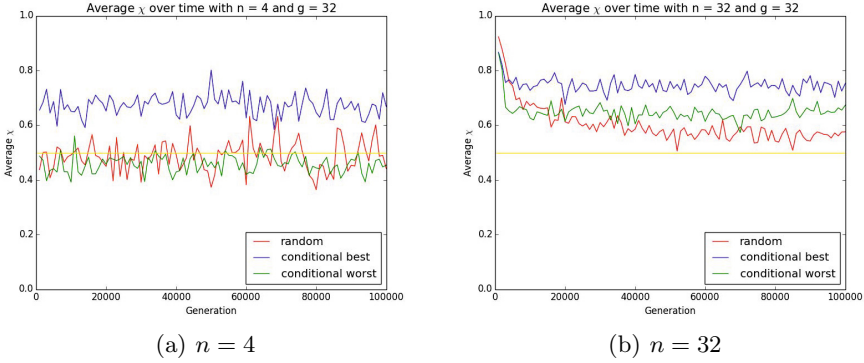 Average χ over time with n = 4 and g = 32
1.0
0.8
0.6
0.4
0.2
0.0
Average χ
0
20000
40000
60000
80000
100000
Generation
random
conditional best
conditional worst
(a) n = 4
Average χ over time with n = 32 and g = 32
1.0
0.8
0.6
0.4
0.2
0.0
Average χ
0
20000
40000
60000
80000
100000
Generation
random
conditional best
conditional worst
(b) n = 32